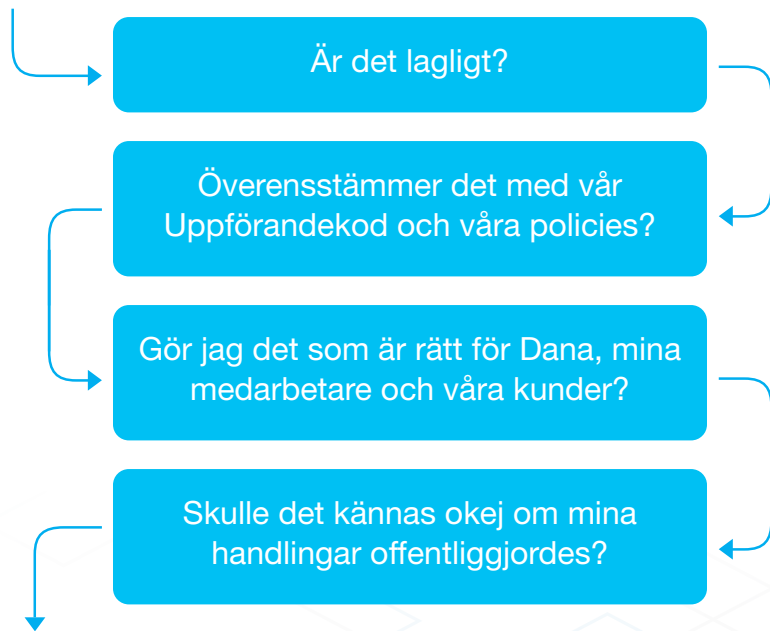 Är det lagligt?
Överensstämmer det med vår
Uppförandekod och våra policies?
Gör jag det som är rätt för Dana, mina
medarbetare och våra kunder?
Skulle det kännas okej om mina
handlingar offentliggjordes?